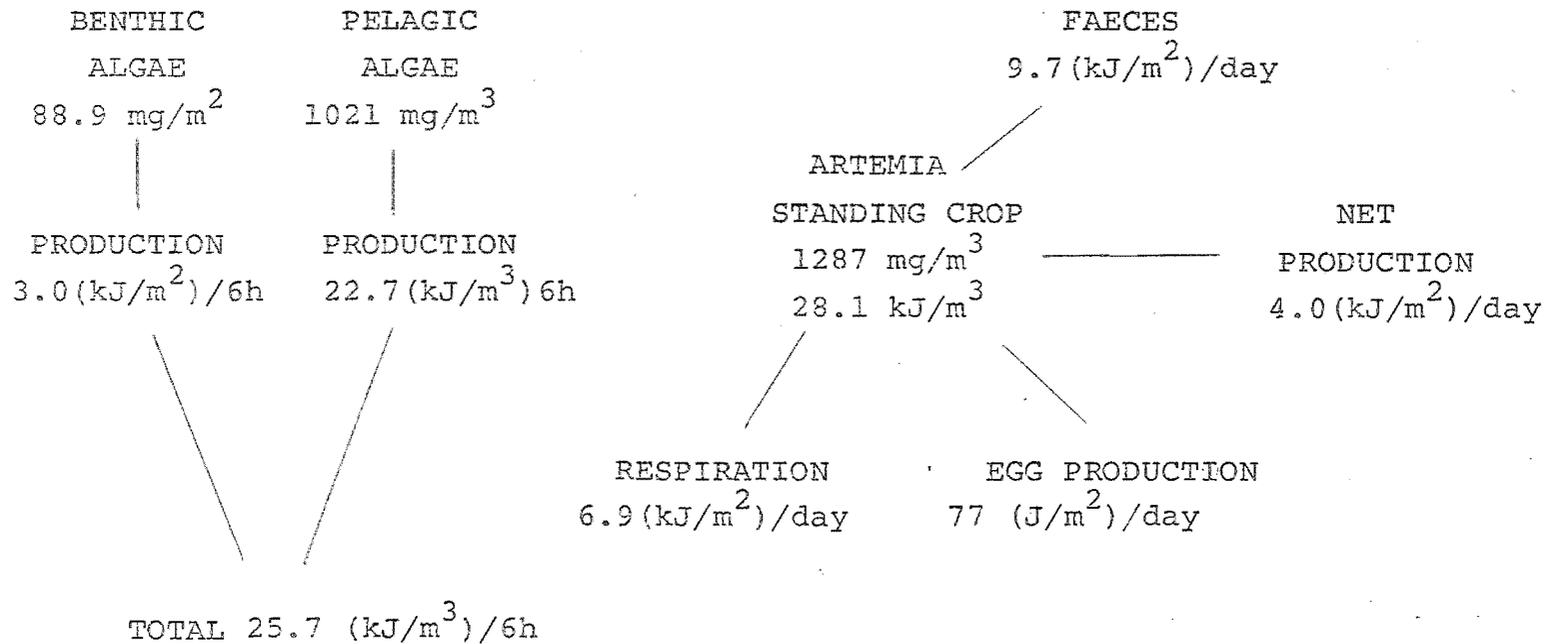 BENTHIC
ALGAE
88.9 mg/m²
PRODUCTION
3.0(kJ/m²)/6h
PELAGIC
ALGAE
1021 mg/m³
PRODUCTION
22.7(kJ/m³)6h
TOTAL 25.7 (kJ/m³)/6h
FAECES
9.7(kJ/m²)/day
ARTEMIA
STANDING CROP
1287 mg/m³
28.1 kJ/m³
NET
PRODUCTION
4.0(kJ/m²)/day
RESPIRATION
6.9(kJ/m²)/day
EGG PRODUCTION
77 (J/m²)/day